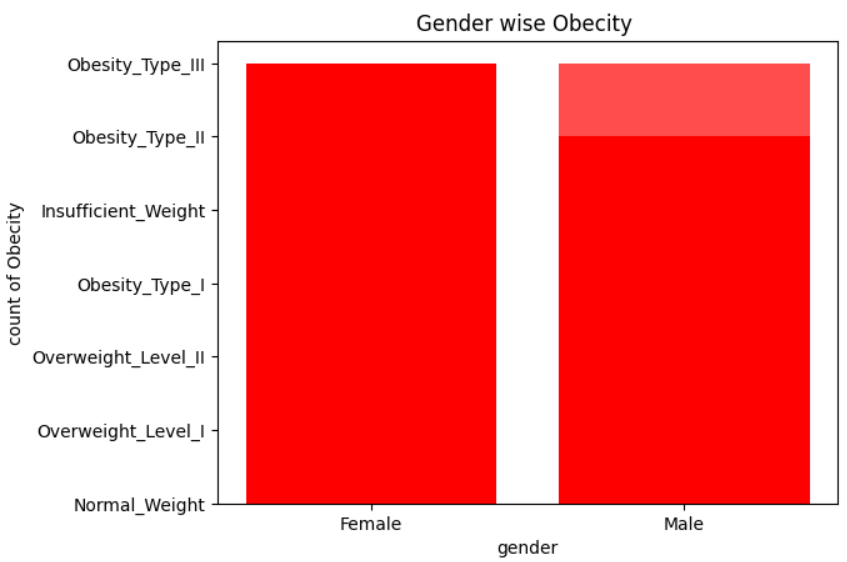 Gender wise Obecity
count of Obecity
Obesity_Type_III
Obesity_Type_II
Insufficient_Weight
Obesity_Type_I
Overweight_Level_II
Overweight_Level_I
Normal_Weight
Female
Male
gender